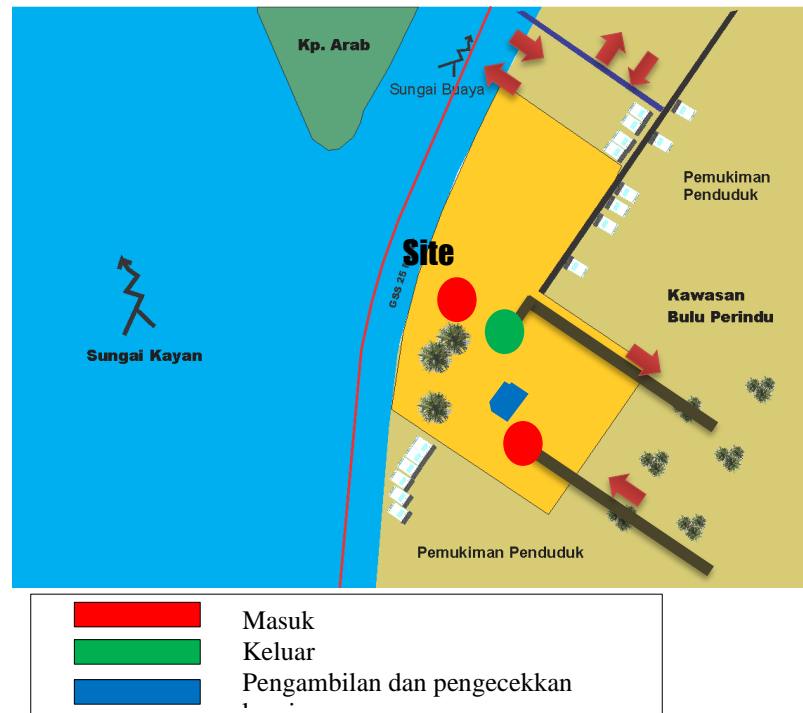 Kp. Arab
Sungai Buaya
Pemukiman
Penduduk
Site
GSS 25
Kawasan
Bulu Perindu
Sungai Kayan
Pemukiman Penduduk
Masuk
Keluar
Pengambilan dan pengecekkan